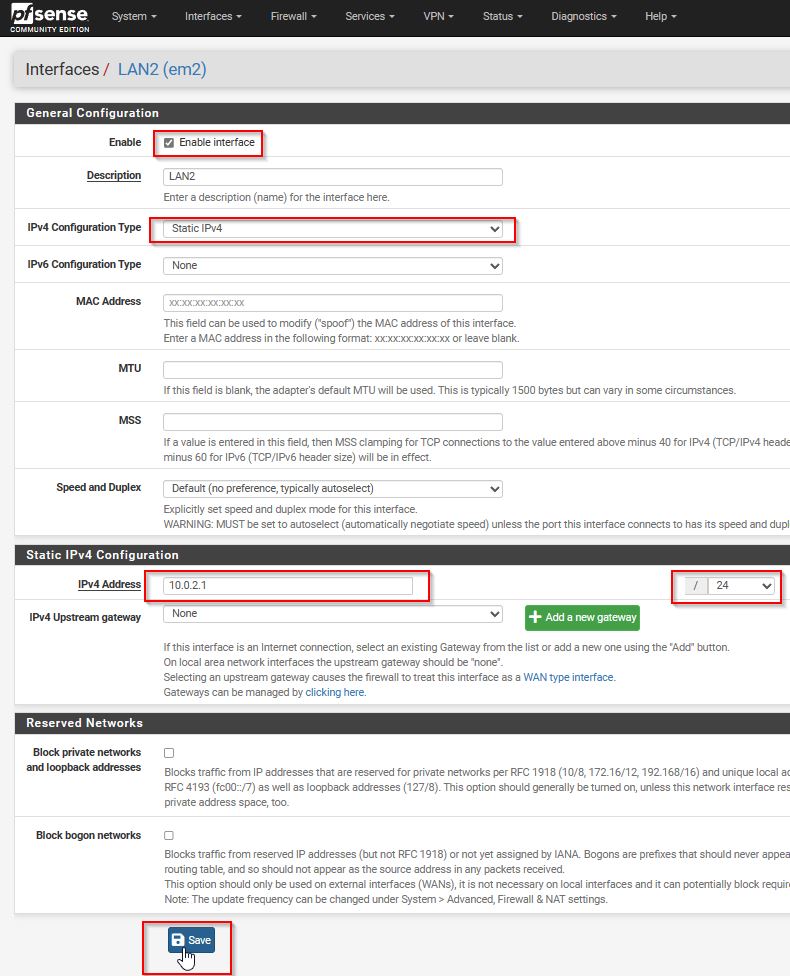 pfsense
COMMUNITY EDITION
System Interfaces Firewall Services VPN Status Diagnostics Help
Interfaces / LAN2 (em2)
General Configuration
Enable Enable interface
Description LAN2
Enter a description (name) for the interface here.
IPv4 Configuration Type Static IPv4
IPv6 Configuration Type None
MAC Address xx:xx:xx:xx:xx:xx
This field can be used to modify ("spoof") the MAC address of this interface.
Enter a MAC address in the following format: xx:xx:xx:xx:xx:xx or leave blank.
MTU
If this field is blank, the adapter's default MTU will be used. This is typically 1500 bytes but can vary in some circumstances.
MSS
If a value is entered in this field, then MSS clamping for TCP connections to the value entered above minus 40 for IPv4 (TCP/IPv4 heade
minus 60 for IPv6 (TCP/IPv6 header size) will be in effect.
Speed and Duplex Default (no preference, typically autoselect)
Explicitly set speed and duplex mode for this interface.
WARNING: MUST be set to autoselect (automatically negotiate speed) unless the port this interface connects to has its speed and dupl
Static IPv4 Configuration
IPv4 Address 10.0.2.1 / 24
IPv4 Upstream gateway None Add a new gateway
If this interface is an Internet connection, select an existing Gateway from the list or add a new one using the "Add" button.
On local area network interfaces the upstream gateway should be "none".
Selecting an upstream gateway causes the firewall to treat this interface as a WAN type interface.
Gateways can be managed by clicking here.
Reserved Networks
Block private networks
and loopback addresses
Blocks traffic from IP addresses that are reserved for private networks per RFC 1918 (10/8, 172.16/12, 192.168/16) and unique local ad
RFC 4193 (fc00::/7) as well as loopback addresses (127/8). This option should generally be turned on, unless this network interface res
private address space, too.
Block bogon networks
Blocks traffic from reserved IP addresses (but not RFC 1918) or not yet assigned by IANA. Bogons are prefixes that should never appea
routing table, and so should not appear as the source address in any packets received.
This option should only be used on external interfaces (WANs), it is not necessary on local interfaces and it can potentially block requir
Note: The update frequency can be changed under System > Advanced, Firewall & NAT settings.
Save